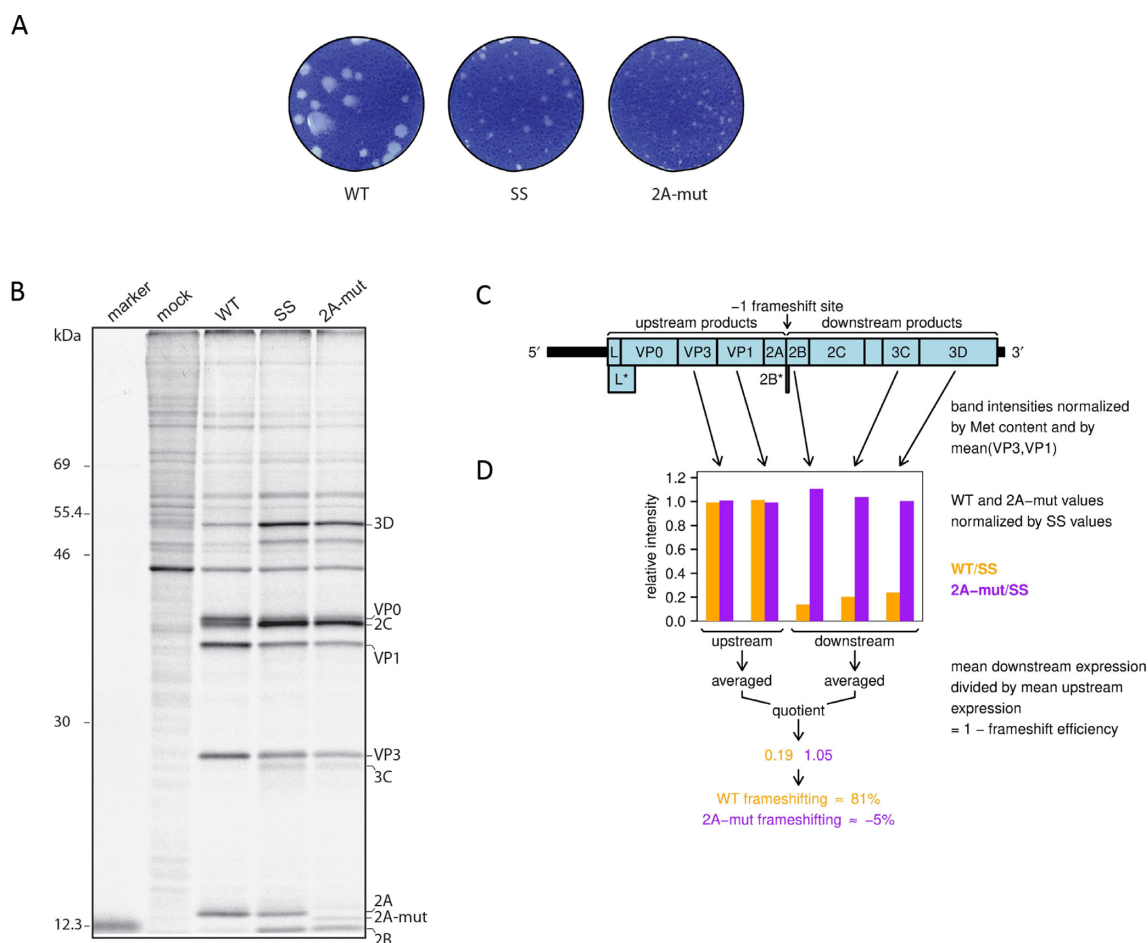 A
WT
SS
2A-mut
B
marker
mock
WT
SS
2A-mut
kDa
69
55.4
46
30
12.3
3D
VP0
2C
VP1
VP3
3C
2A
2A-mut
2B
C
−1 frameshift site
upstream products
downstream products
5′
L
VP0
VP3
VP1
2A
2B
2C
3C
3D
3′
L*
2B*
band intensities normalized
by Met content and by
mean(VP3,VP1)
D
relative intensity
1.2
1.0
0.8
0.6
0.4
0.2
0.0
WT and 2A−mut values
normalized by SS values
WT/SS
2A−mut/SS
upstream
downstream
averaged
averaged
quotient
0.19 1.05
mean downstream expression
divided by mean upstream
expression
= 1 − frameshift efficiency
WT frameshifting ≈ 81%
2A−mut frameshifting ≈ −5%